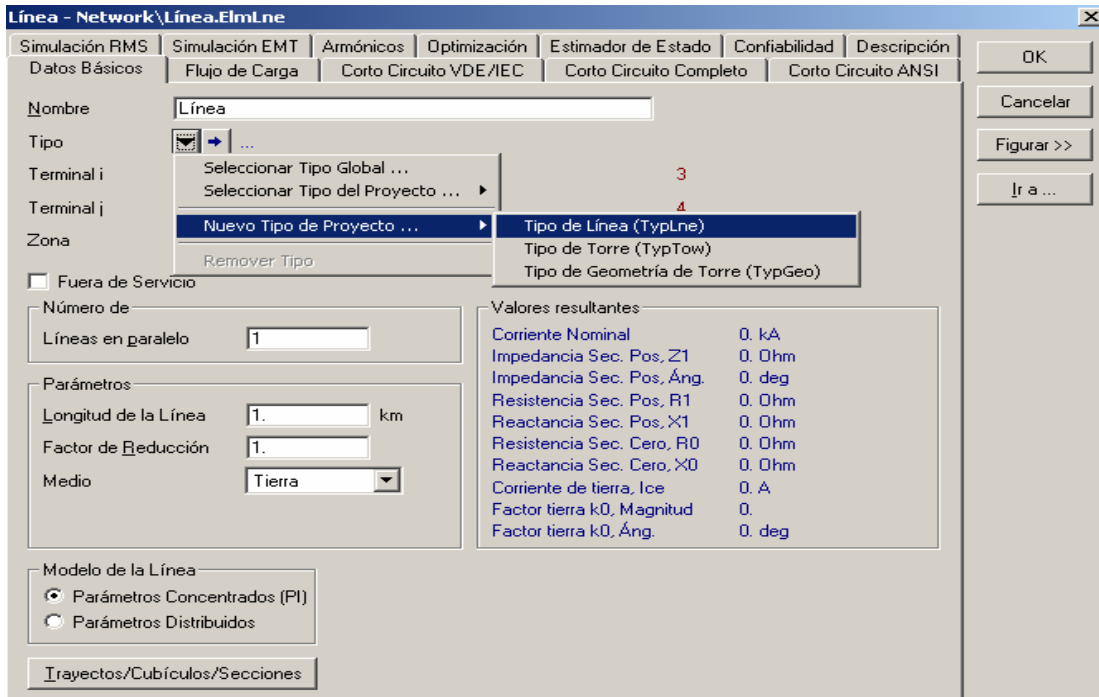 Línea - Network\Línea.ElmLne
Simulación RMS
Simulación EMT
Armónicos
Optimización
Estimador de Estado
Confiabilidad
Descripción
Datos Básicos
Flujo de Carga
Corto Circuito VDE/IEC
Corto Circuito Completo
Corto Circuito ANSI
OK
Cancelar
Figurar >>
Ir a ...
Nombre
Línea
Tipo
...
Terminal i
3
Terminal j
4
Zona
Seleccionar Tipo Global ...
Seleccionar Tipo del Proyecto ...
Nuevo Tipo de Proyecto ...
Remover Tipo
Tipo de Línea (TypLne)
Tipo de Torre (TypTow)
Tipo de Geometría de Torre (TypGeo)
Fuera de Servicio
Número de
Líneas en paralelo 1
Parámetros
Longitud de la Línea 1. km
Factor de Reducción 1.
Medio Tierra
Valores resultantes
Corriente Nominal 0. kA
Impedancia Sec. Pos, Z1 0. Ohm
Impedancia Sec. Pos, Áng. 0. deg
Resistencia Sec. Pos, R1 0. Ohm
Reactancia Sec. Pos, X1 0. Ohm
Resistencia Sec. Cero, R0 0. Ohm
Reactancia Sec. Cero, X0 0. Ohm
Corriente de tierra, Ice 0. A
Factor tierra k0, Magnitud 0.
Factor tierra k0, Áng. 0. deg
Modelo de la Línea
Parámetros Concentrados (PI)
Parámetros Distribuidos
Trayectos/Cubículos/Secciones